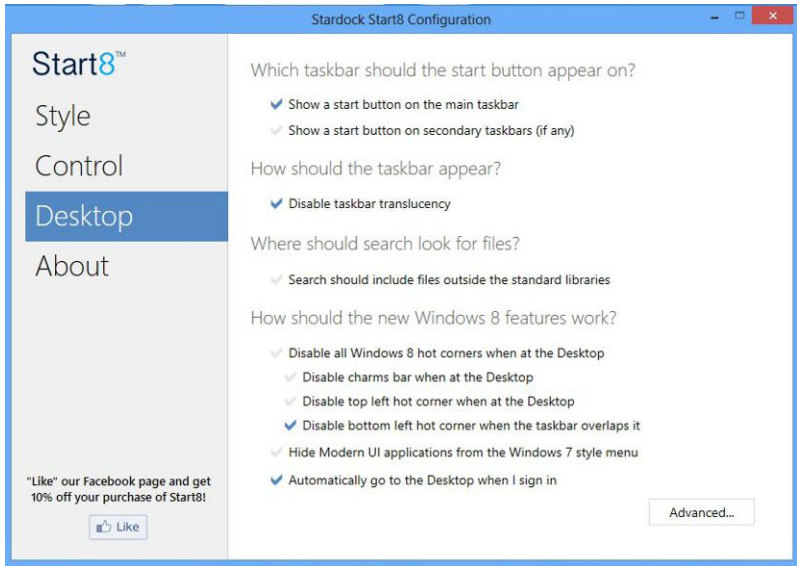 Stardock Start8 Configuration
Start8™
Style
Control
Desktop
About
"Like" our Facebook page and get
10% off your purchase of Start8!
Like
Which taskbar should the start button appear on?
Show a start button on the main taskbar
Show a start button on secondary taskbars (if any)
How should the taskbar appear?
Disable taskbar translucency
Where should search look for files?
Search should include files outside the standard libraries
How should the new Windows 8 features work?
Disable all Windows 8 hot corners when at the Desktop
Disable charms bar when at the Desktop
Disable top left hot corner when at the Desktop
Disable bottom left hot corner when the taskbar overlaps it
Hide Modern UI applications from the Windows 7 style menu
Automatically go to the Desktop when I sign in
Advanced...